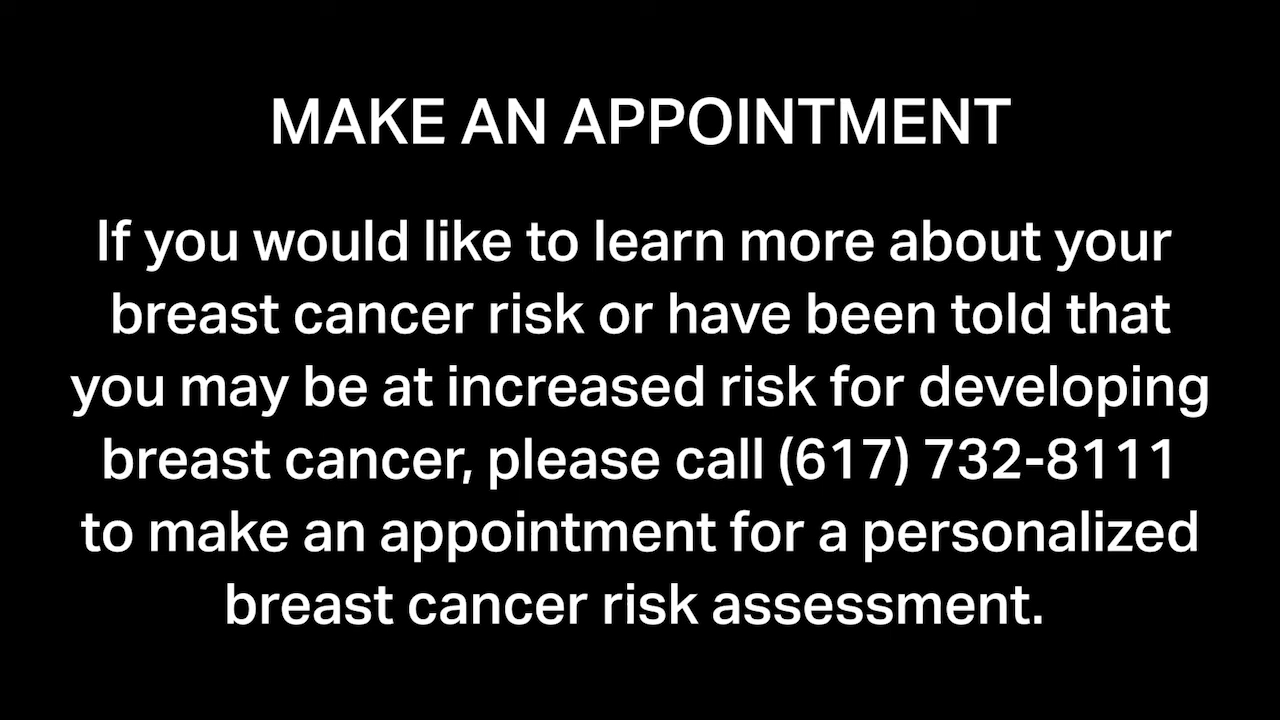 MAKE AN APPOINTMENT
If you would like to learn more about your
breast cancer risk or have been told that
you may be at increased risk for developing
breast cancer, please call (617) 732-8111
to make an appointment for a personalized
breast cancer risk assessment.